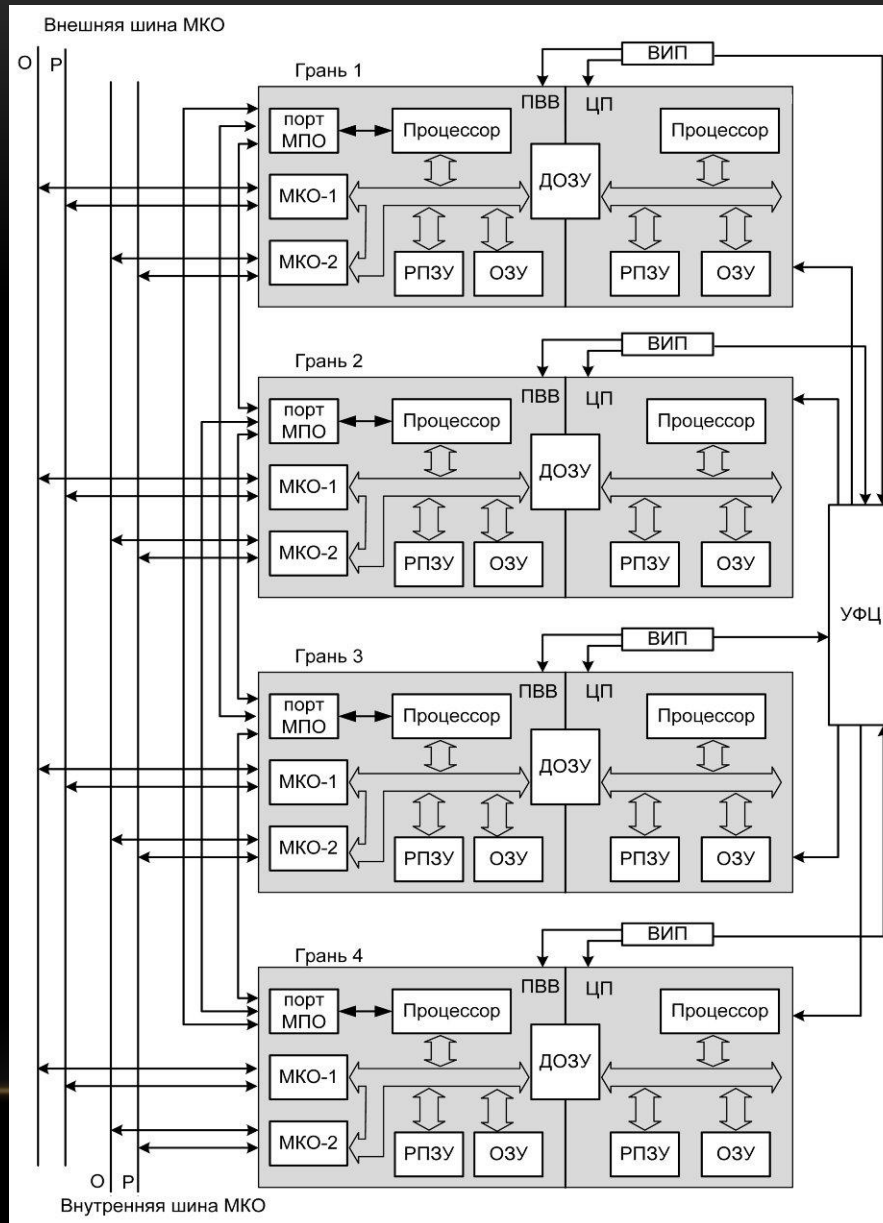 Внешняя шина МКО
О
Р
ВИП
Грань 1
ПВВ
ЦП
порт
МПО
Процессор
Процессор
ДОЗУ
МКО-1
МКО-2
РПЗУ
ОЗУ
РПЗУ
ОЗУ
ВИП
Грань 2
ПВВ
ЦП
порт
МПО
Процессор
Процессор
ДОЗУ
МКО-1
МКО-2
РПЗУ
ОЗУ
РПЗУ
ОЗУ
УФЦ
ВИП
Грань 3
ПВВ
ЦП
порт
МПО
Процессор
Процессор
ДОЗУ
МКО-1
МКО-2
РПЗУ
ОЗУ
РПЗУ
ОЗУ
ВИП
Грань 4
ПВВ
ЦП
порт
МПО
Процессор
Процессор
ДОЗУ
МКО-1
МКО-2
РПЗУ
ОЗУ
РПЗУ
ОЗУ
О
Р
Внутренняя шина МКО